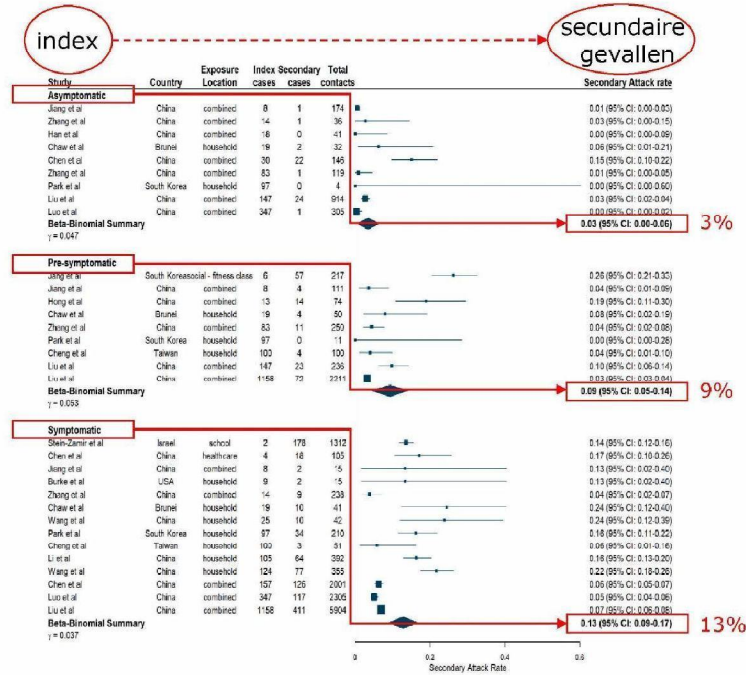 index
secundaire
gevallen
Study Country Exposure Location Index cases Secondary cases Total contacts Secondary Attack rate
Asymptomatic
Jiang et al China combined 8 1 174 0.01 (95% CI: 0.00-0.03)
Zhang et al China combined 14 1 36 0.03 (95% CI: 0.00-0.15)
Han et al China combined 18 0 41 0.00 (95% CI: 0.00-0.09)
Chaw et al Brunei household 19 2 32 0.06 (95% CI: 0.01-0.21)
Chen et al China combined 30 22 146 0.15 (95% CI: 0.10-0.22)
Zhang et al China combined 83 1 119 0.01 (95% CI: 0.00-0.05)
Park et al South Korea household 97 0 4 0.00 (95% CI: 0.00-0.60)
Liu et al China combined 147 24 914 0.03 (95% CI: 0.02-0.04)
Luo et al China combined 347 1 305 0.00 (95% CI: 0.00-0.02)
Beta-Binomial Summary 0.03 (95% CI: 0.00-0.06) 3%
γ = 0.047
Pre-symptomatic
Jang et al South Korea social - fitness class 6 57 217 0.26 (95% CI: 0.21-0.33)
Jiang et al China combined 8 4 111 0.04 (95% CI: 0.01-0.09)
Hong et al China combined 13 14 74 0.19 (95% CI: 0.11-0.30)
Chaw et al Brunei household 19 4 50 0.08 (95% CI: 0.02-0.19)
Zhang et al China combined 83 11 250 0.04 (95% CI: 0.02-0.08)
Park et al South Korea household 97 0 11 0.00 (95% CI: 0.00-0.28)
Cheng et al Taiwan household 100 4 100 0.04 (95% CI: 0.01-0.10)
Liu et al China combined 147 23 236 0.10 (95% CI: 0.06-0.14)
Liu et al China combined 1158 72 2211 0.03 (95% CI: 0.03-0.04)
Beta-Binomial Summary 0.09 (95% CI: 0.05-0.14) 9%
γ = 0.053
Symptomatic
Stein-Zamir et al Israel school 2 178 1312 0.14 (95% CI: 0.12-0.16)
Chen et al China healthcare 4 18 105 0.17 (95% CI: 0.10-0.26)
Jiang et al China combined 8 2 15 0.13 (95% CI: 0.02-0.40)
Burke et al USA household 9 2 15 0.13 (95% CI: 0.02-0.40)
Zhang et al China combined 14 9 238 0.04 (95% CI: 0.02-0.07)
Chaw et al Brunei household 19 10 41 0.24 (95% CI: 0.12-0.40)
Wang et al China household 25 10 42 0.24 (95% CI: 0.12-0.39)
Park et al South Korea household 97 34 210 0.16 (95% CI: 0.11-0.22)
Cheng et al Taiwan household 100 3 51 0.06 (95% CI: 0.01-0.16)
Li et al China household 105 64 392 0.16 (95% CI: 0.13-0.20)
Wang et al China household 124 77 355 0.22 (95% CI: 0.18-0.26)
Chen et al China combined 157 126 2001 0.06 (95% CI: 0.05-0.07)
Luo et al China combined 347 117 2305 0.05 (95% CI: 0.04-0.06)
Liu et al China combined 1158 411 5904 0.07 (95% CI: 0.06-0.08)
Beta-Binomial Summary 0.13 (95% CI: 0.09-0.17) 13%
γ = 0.037
0 0.2 0.4 0.6
Secondary Attack Rate